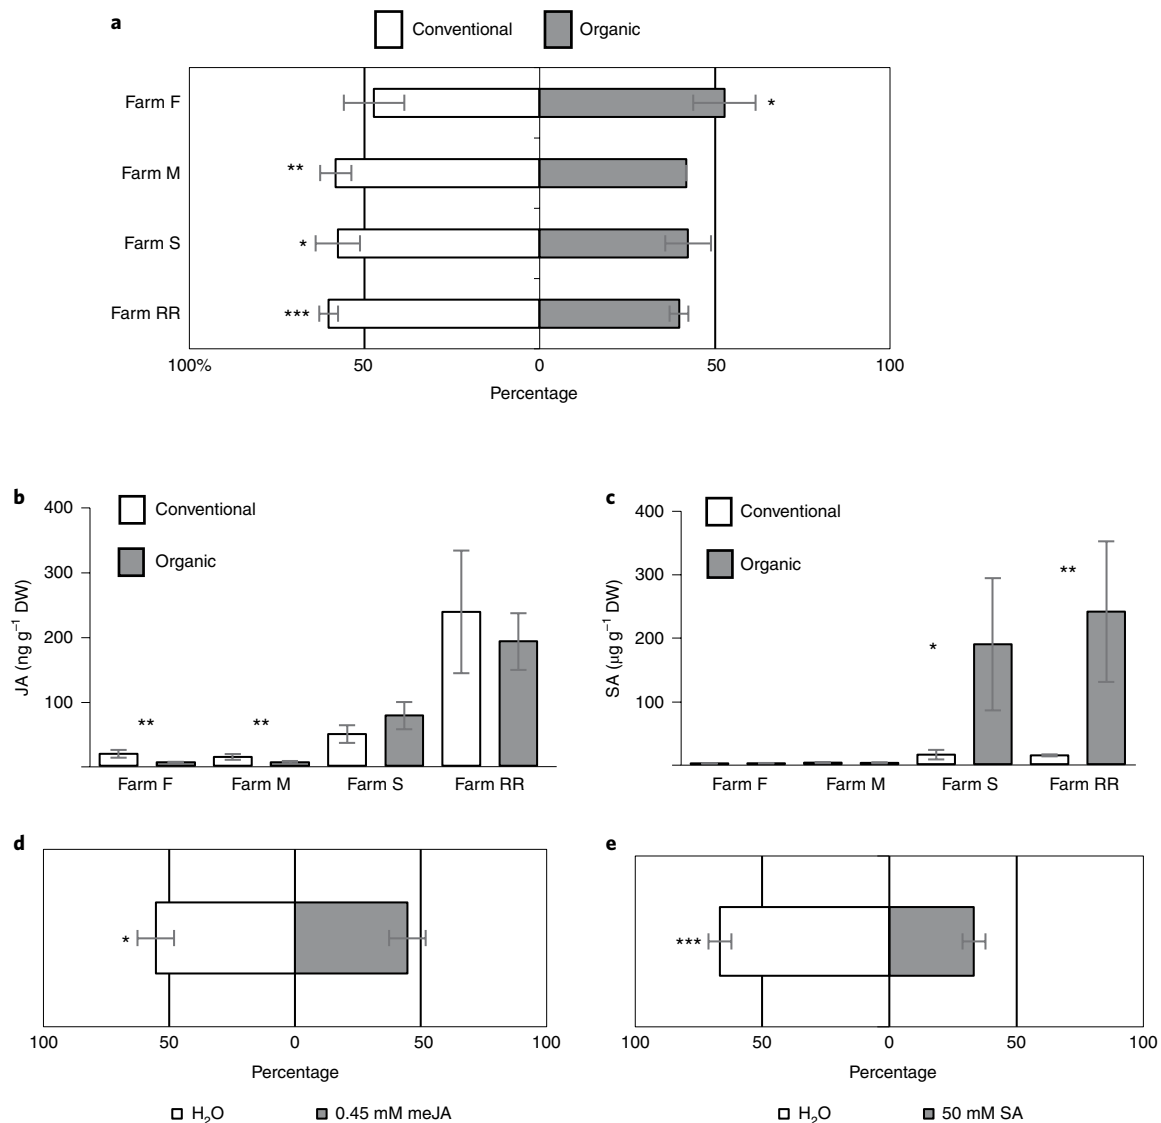 a
Conventional
Organic
Farm F
*
Farm M
**
Farm S
*
Farm RR
***
100% 50 0 50 100
Percentage
b
Conventional
Organic
400
300
200
100
JA (ng g⁻¹ DW)
** **
Farm F Farm M Farm S Farm RR
c
Conventional
Organic
400
300
200
100
SA (µg g⁻¹ DW)
* **
Farm F Farm M Farm S Farm RR
d
*
100 50 0 50 100
Percentage
H₂O 0.45 mM meJA
e
***
100 50 0 50 100
Percentage
H₂O 50 mM SA